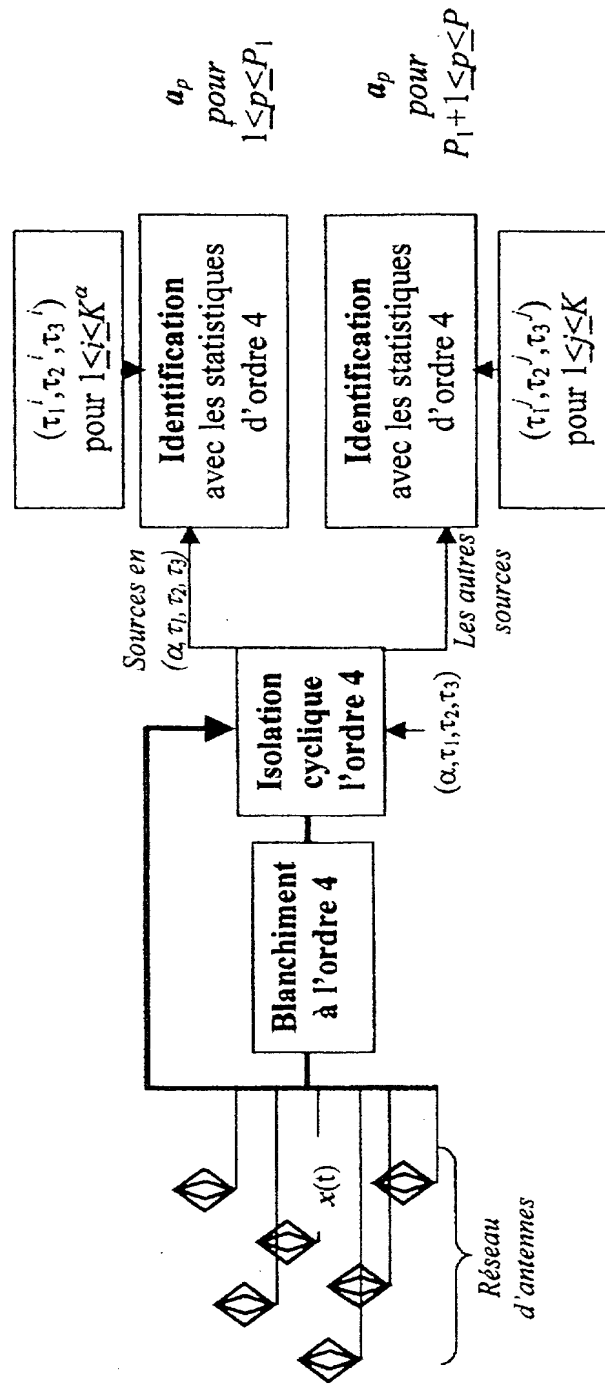 Réseau
d'antennes
x(t)
Blanchiment
à l'ordre 4
Isolation
cyclique
l'ordre 4
(α,τ₁,τ₂,τ₃)
Sources en
(α,τ₁,τ₂,τ₃)
Les autres
sources
(τ₁ⁱ,τ₂ⁱ,τ₃ⁱ)
pour 1≤i≤Kᵅ
Identification
avec les statistiques
d'ordre 4
Identification
avec les statistiques
d'ordre 4
(τ₁ʲ,τ₂ʲ,τ₃ʲ)
pour 1≤j≤K
aₚ
pour
1≤p≤P₁
aₚ
pour
P₁+1≤p≤P